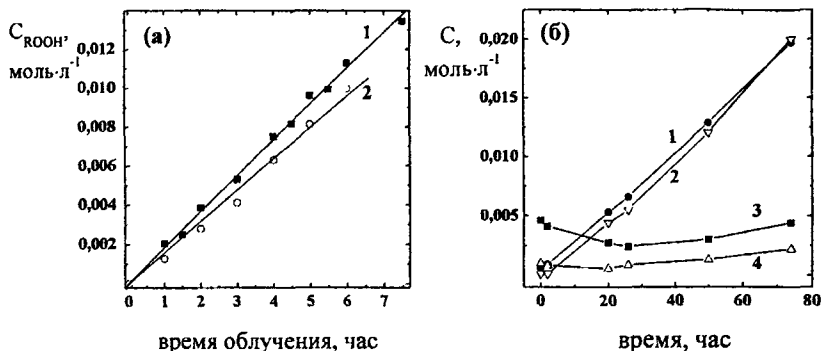 C_ROOH, (а) 1
моль·л⁻¹
0,012
0,010
2
0,008
0,006
0,004
0,002
0 1 2 3 4 5 6 7
время облучения, час
C, (б)
моль·л⁻¹
0,020
0,015
1
0,010
2
0,005
3
4
0 20 40 60 80
время, час